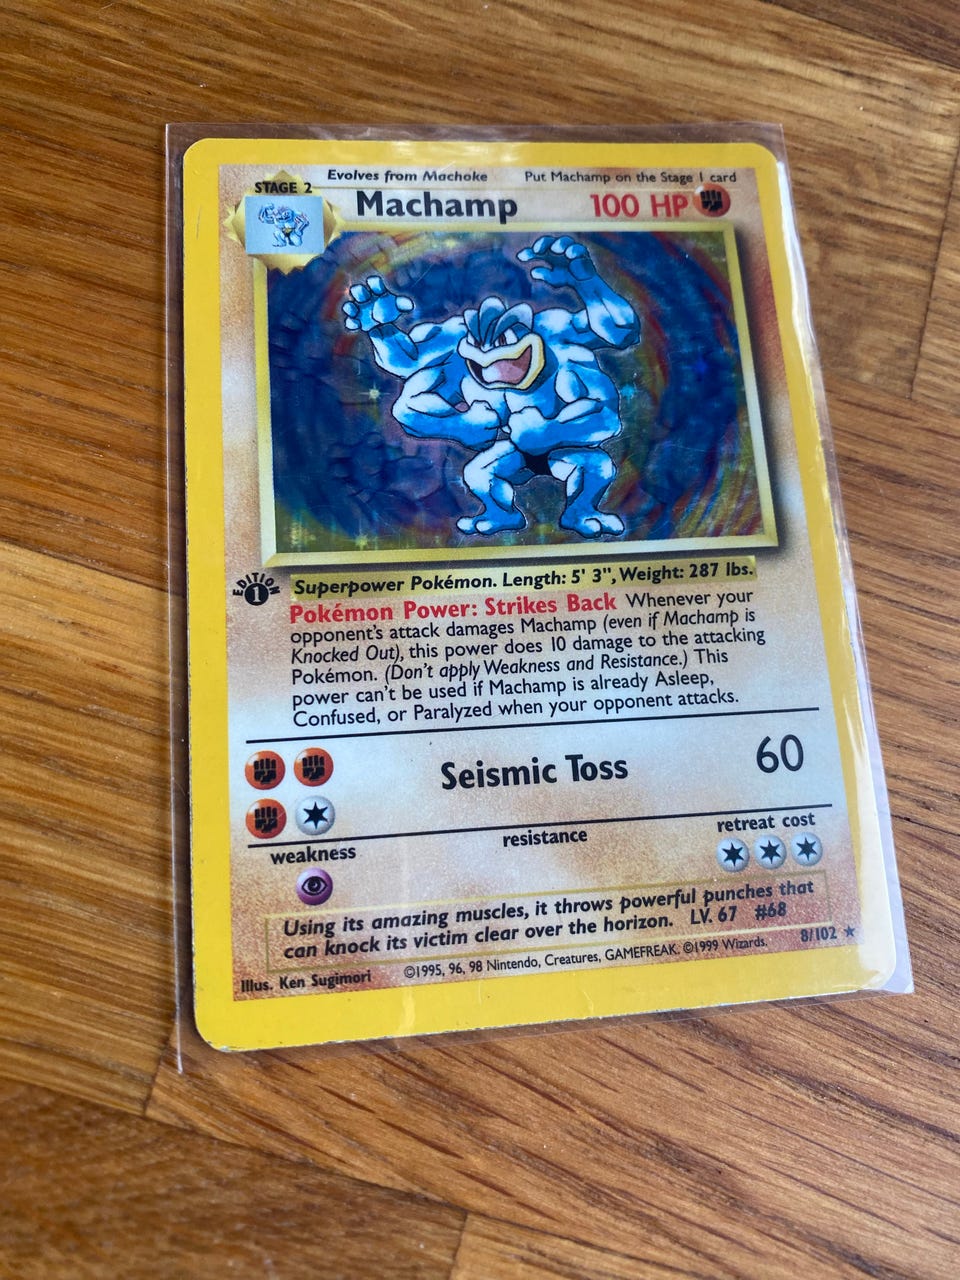 Evolves from Machoke Put Machamp on the Stage 1 card
STAGE 2
Machamp 100 HP
EDITION
1
Superpower Pokémon. Length: 5' 3", Weight: 287 lbs.
Pokémon Power: Strikes Back Whenever your
opponent's attack damages Machamp (even if Machamp is
Knocked Out), this power does 10 damage to the attacking
Pokémon. (Don't apply Weakness and Resistance.) This
power can't be used if Machamp is already Asleep,
Confused, or Paralyzed when your opponent attacks.
Seismic Toss 60
weakness resistance retreat cost
Using its amazing muscles, it throws powerful punches that
can knock its victim clear over the horizon. LV. 67 #68
Illus. Ken Sugimori ©1995, 96, 98 Nintendo, Creatures, GAMEFREAK. ©1999 Wizards. 8/102 ★